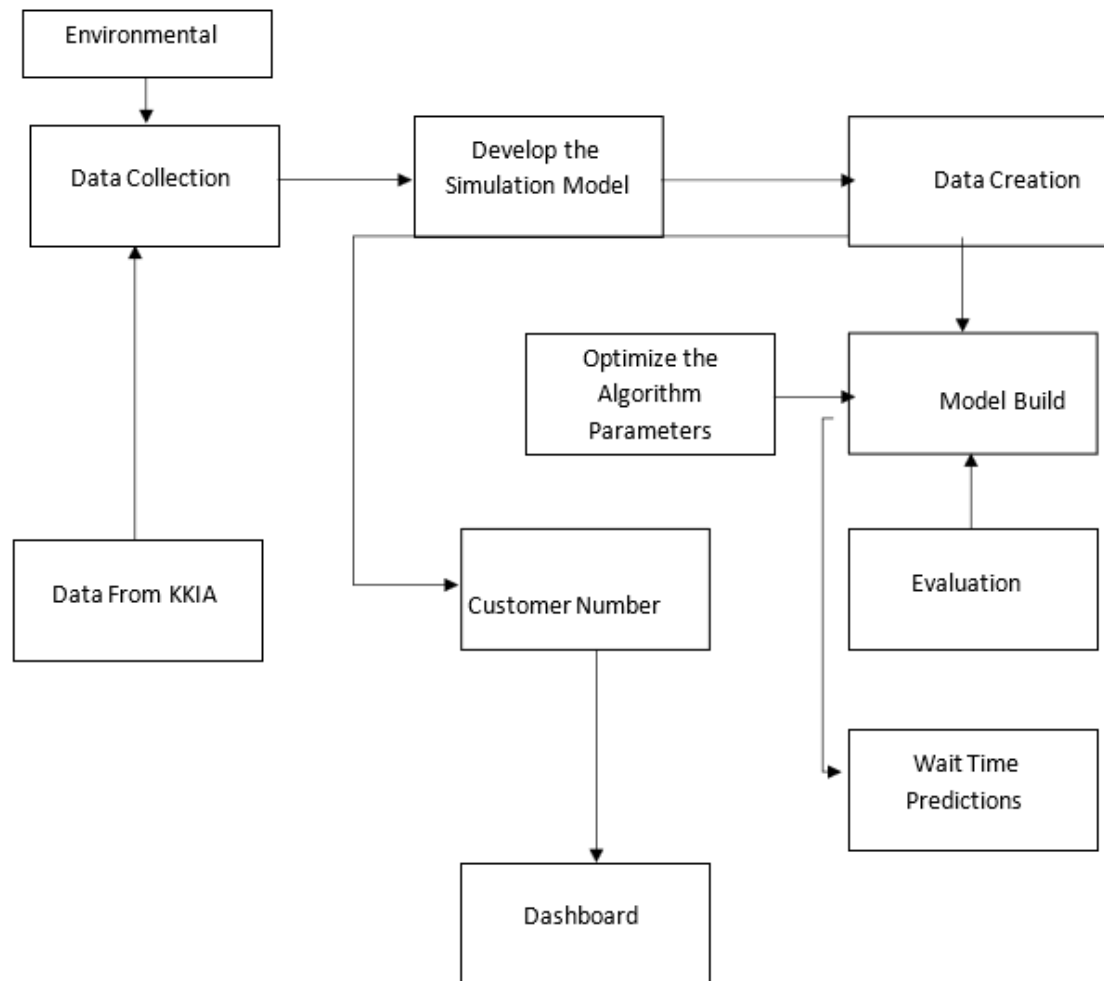 Environmental
Data Collection
Develop the
Simulation Model
Data Creation
Optimize the
Algorithm
Parameters
Model Build
Data From KKIA
Customer Number
Evaluation
Wait Time
Predictions
Dashboard